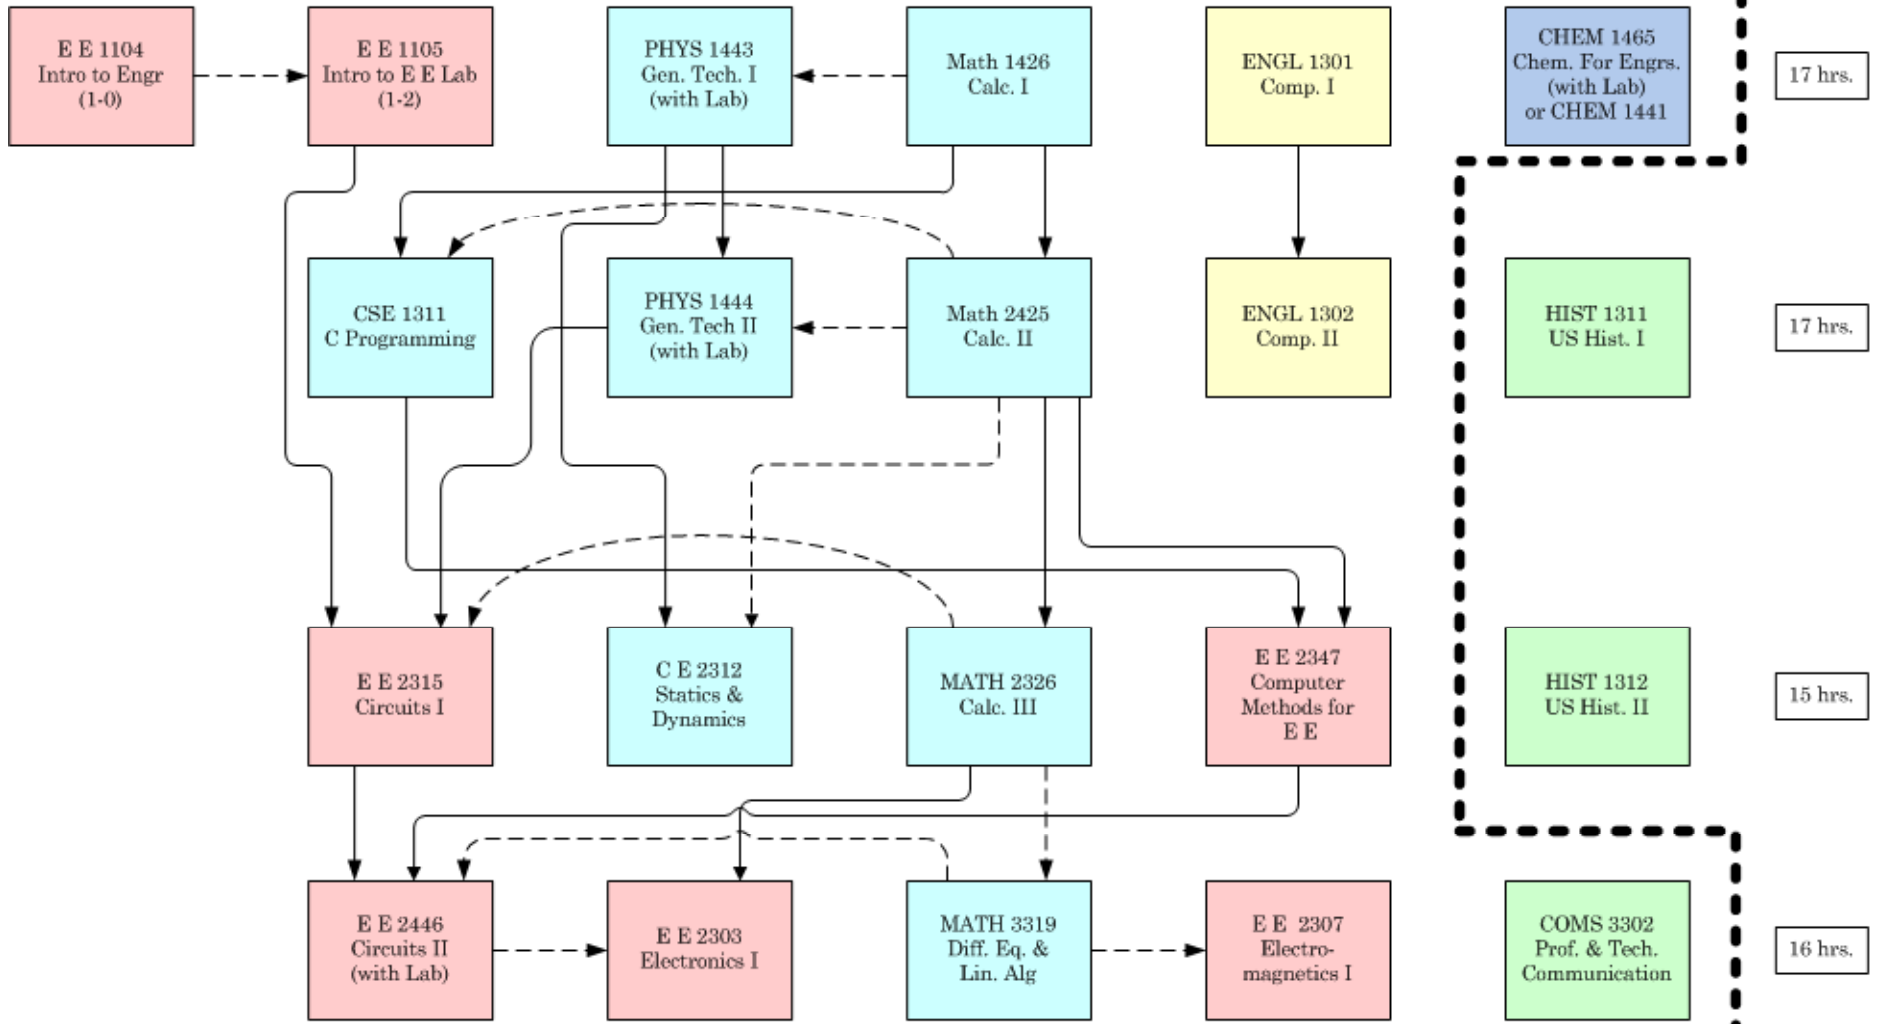 E E 1104
Intro to Engr
(1-0)
E E 1105
Intro to E E Lab
(1-2)
PHYS 1443
Gen. Tech. I
(with Lab)
Math 1426
Calc. I
ENGL 1301
Comp. I
CHEM 1465
Chem. For Engrs.
(with Lab)
or CHEM 1441
17 hrs.
CSE 1311
C Programming
PHYS 1444
Gen. Tech II
(with Lab)
Math 2425
Calc. II
ENGL 1302
Comp. II
HIST 1311
US Hist. I
17 hrs.
E E 2315
Circuits I
C E 2312
Statics &
Dynamics
MATH 2326
Calc. III
E E 2347
Computer
Methods for
E E
HIST 1312
US Hist. II
15 hrs.
E E 2446
Circuits II
(with Lab)
E E 2303
Electronics I
MATH 3319
Diff. Eq. &
Lin. Alg
E E 2307
Electro-
magnetics I
COMS 3302
Prof. & Tech.
Communication
16 hrs.